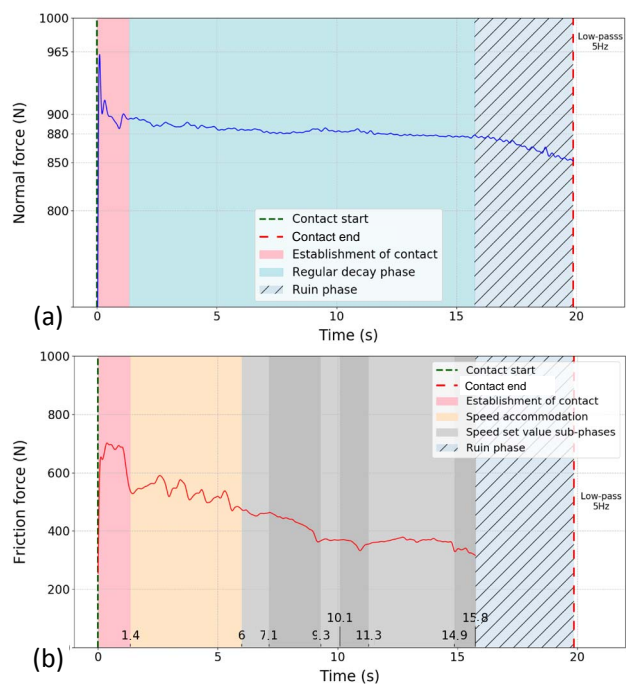 1000
965
900
880
850
800
Normal force (N)
Low-passs
5Hz
Contact start
Contact end
Establishment of contact
Regular decay phase
Ruin phase
0
5
10
15
20
Time (s)
(a)
1000
800
600
400
200
Friction force (N)
Contact start
Contact end
Establishment of contact
Speed accommodation
Speed set value sub-phases
Ruin phase
Low-pass
5Hz
10.1
15.8
1.4
6
7.1
9.3
11.3
14.9
0
5
10
15
20
Time (s)
(b)